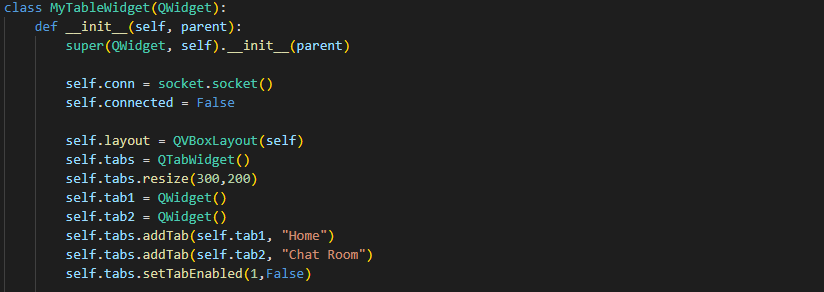 class MyTableWidget(QWidget):
    def __init__(self, parent):
        super(QWidget, self).__init__(parent)

        self.conn = socket.socket()
        self.connected = False

        self.layout = QVBoxLayout(self)
        self.tabs = QTabWidget()
        self.tabs.resize(300,200)
        self.tab1 = QWidget()
        self.tab2 = QWidget()
        self.tabs.addTab(self.tab1, "Home")
        self.tabs.addTab(self.tab2, "Chat Room")
        self.tabs.setTabEnabled(1,False)